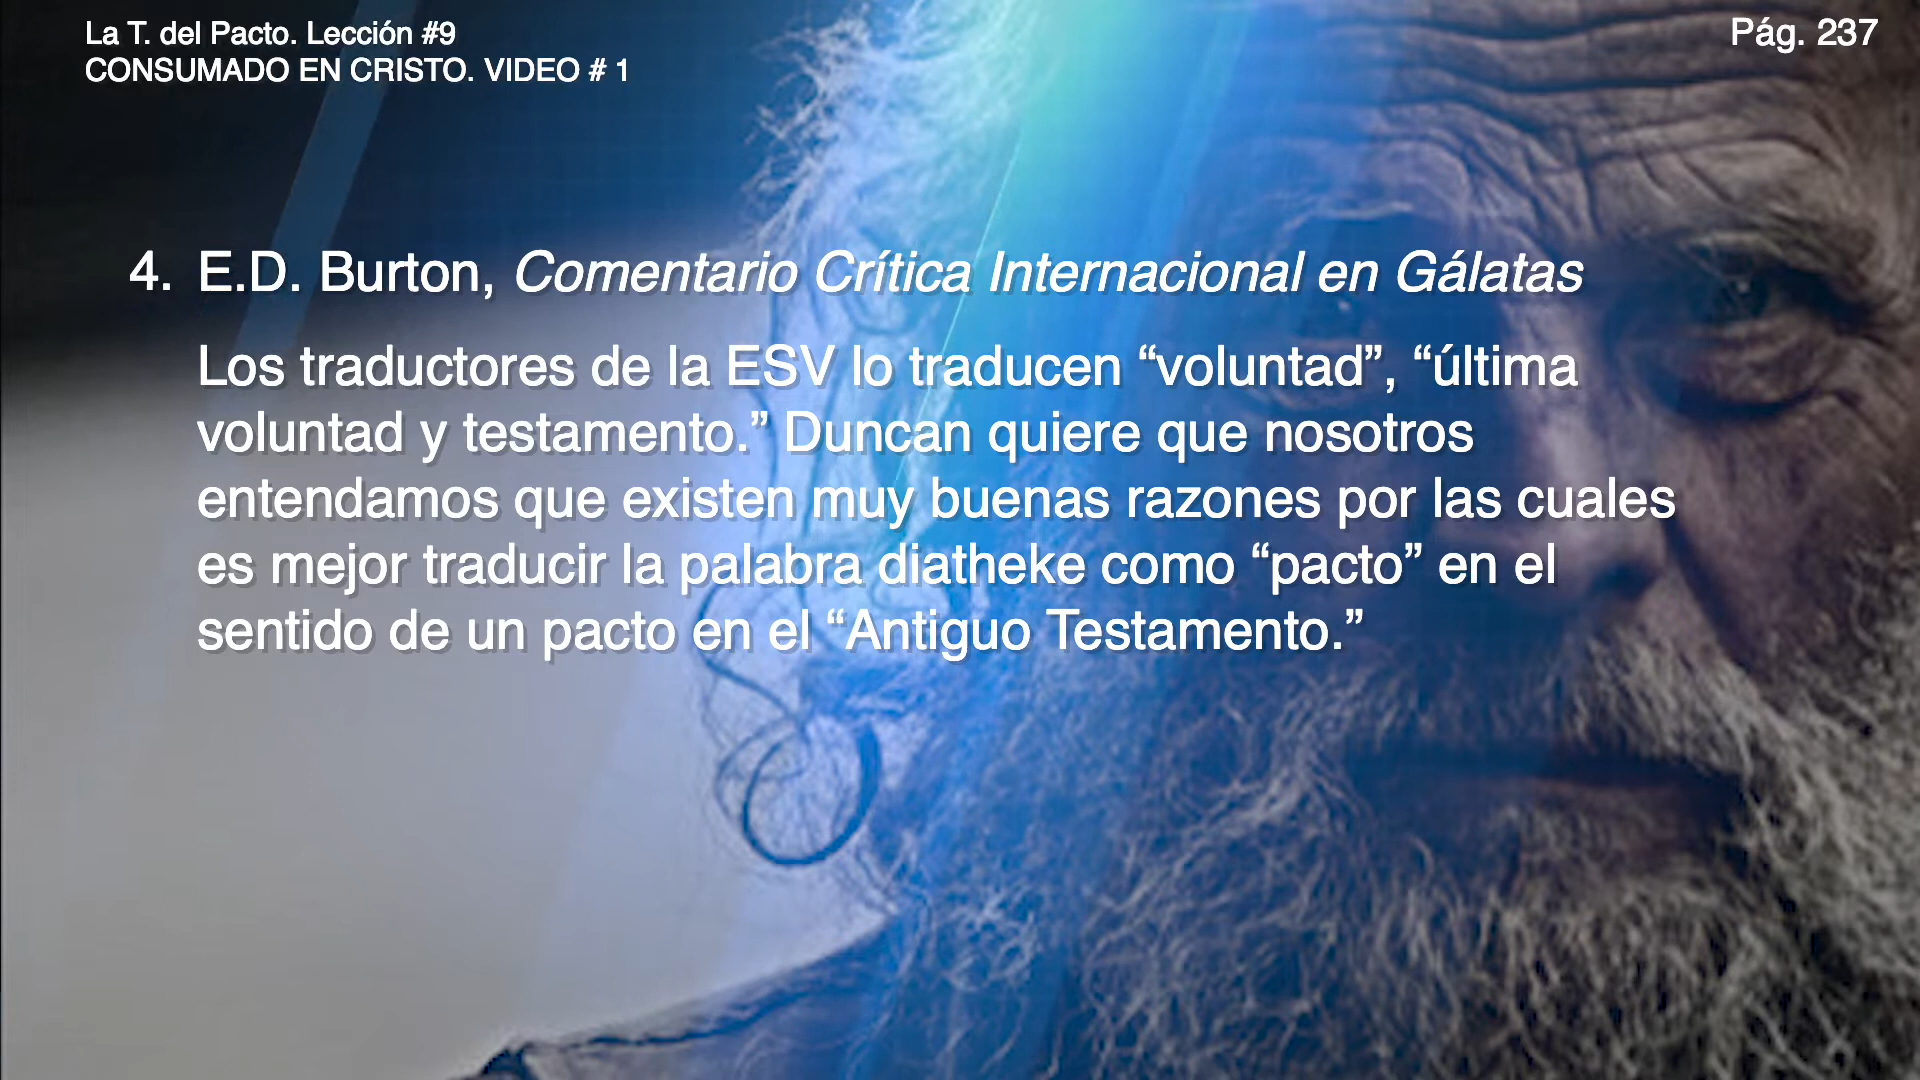 La T. del Pacto. Lección #9
CONSUMADO EN CRISTO. VIDEO # 1
Pág. 237
4. E.D. Burton, Comentario Crítica Internacional en Gálatas
Los traductores de la ESV lo traducen “voluntad”, “última
voluntad y testamento.” Duncan quiere que nosotros
entendamos que existen muy buenas razones por las cuales
es mejor traducir la palabra diatheke como “pacto” en el
sentido de un pacto en el “Antiguo Testamento.”